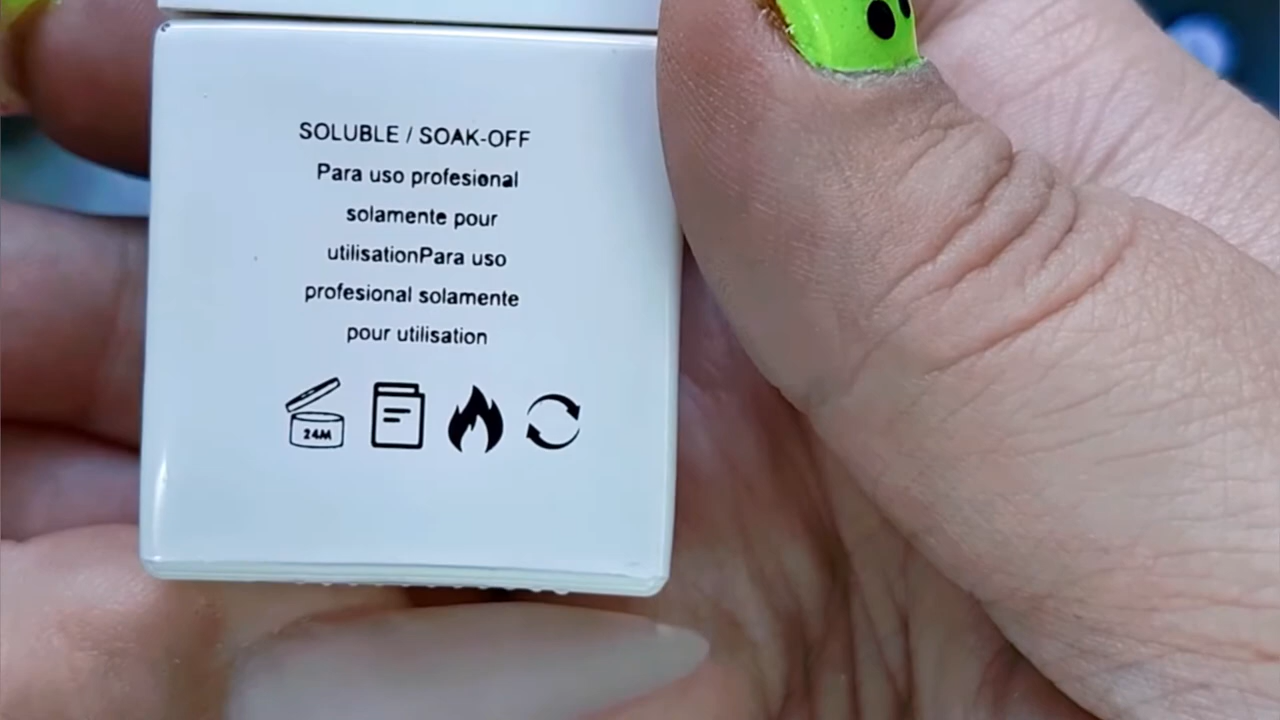 SOLUBLE / SOAK-OFF
Para uso profesional
solamente pour
utilisationPara uso
profesional solamente
pour utilisation
24M